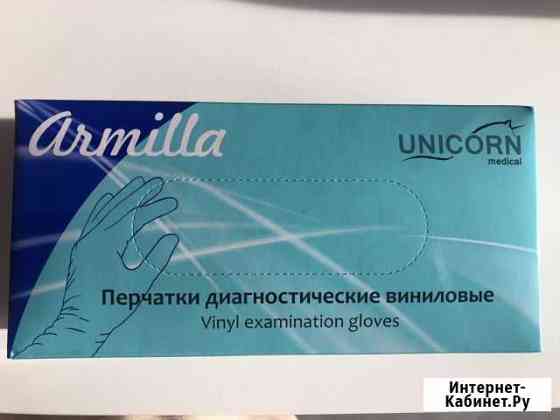 Armilla
UNICORN
medical
Перчатки диагностические виниловые
Vinyl examination gloves
Интернет-
Кабинет.Ру